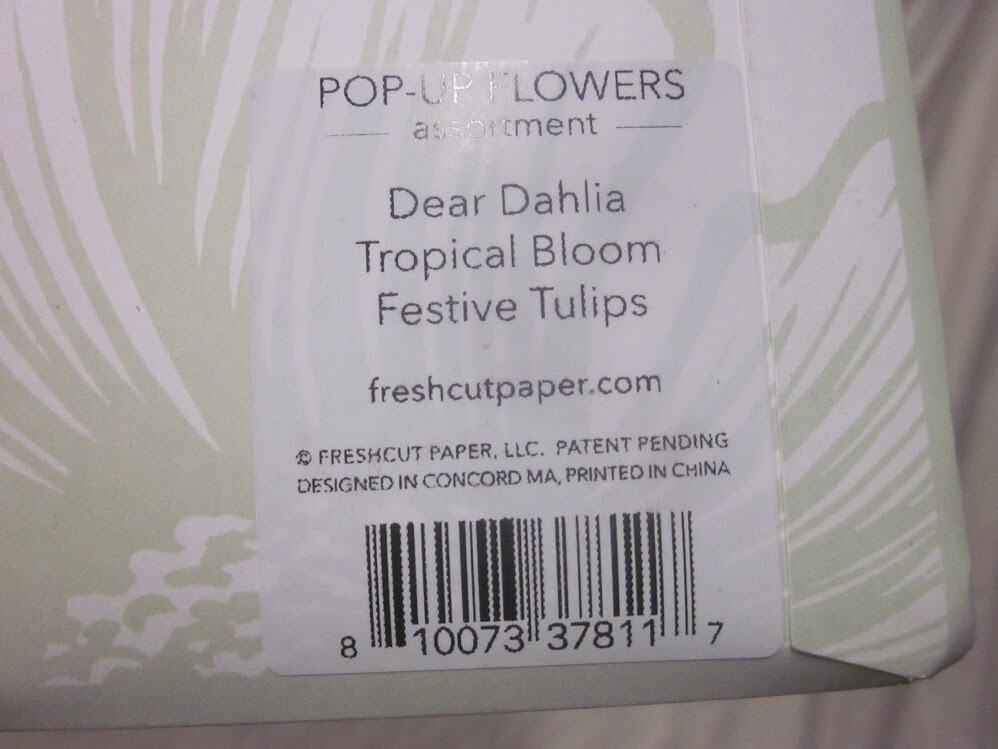 POP-UP FLOWERS
assortment
Dear Dahlia
Tropical Bloom
Festive Tulips
freshcutpaper.com
© FRESHCUT PAPER, LLC. PATENT PENDING
DESIGNED IN CONCORD MA, PRINTED IN CHINA
8 10073 37811 7